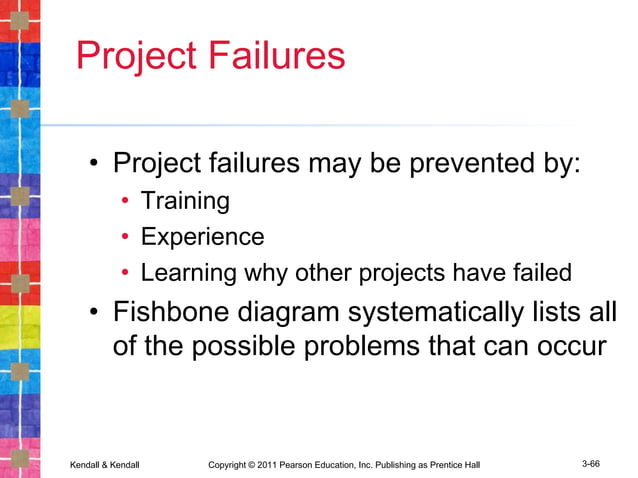 Project Failures
• Project failures may be prevented by:
• Training
• Experience
• Learning why other projects have failed
• Fishbone diagram systematically lists all
of the possible problems that can occur
Kendall & Kendall
Copyright © 2011 Pearson Education, Inc. Publishing as Prentice Hall
3-66